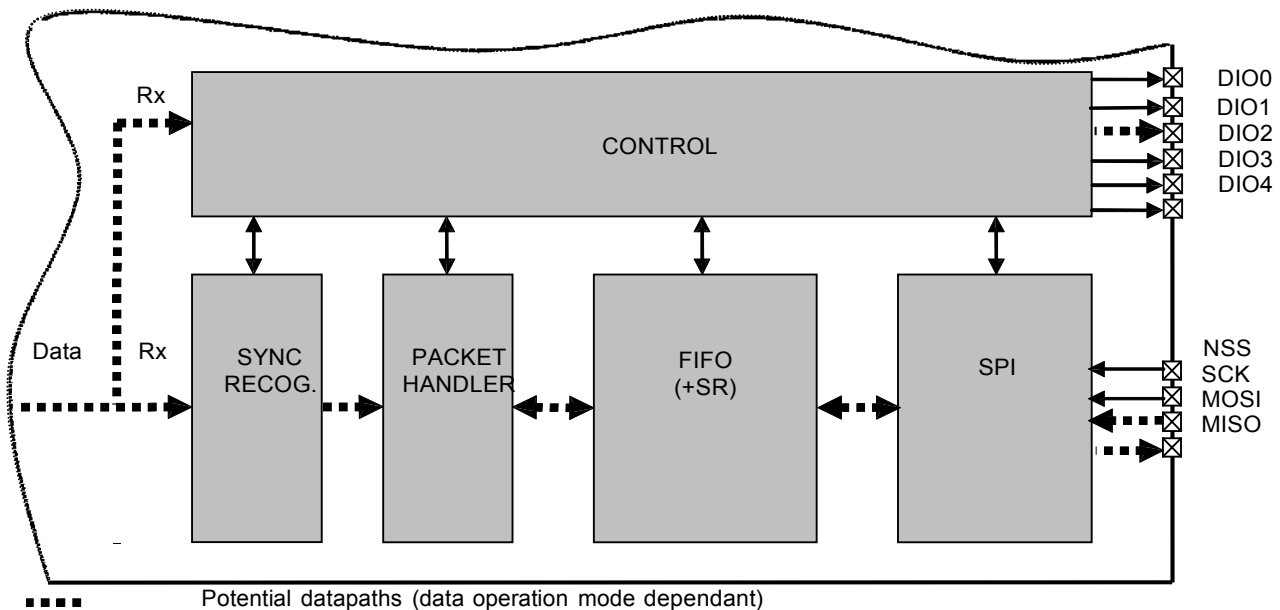 Rx
DIO0
DIO1
DIO2
DIO3
DIO4
CONTROL
Data
Rx
SYNC
RECOG.
PACKET
HANDLER
FIFO
(+SR)
SPI
NSS
SCK
MOSI
MISO
Potential datapaths (data operation mode dependant)